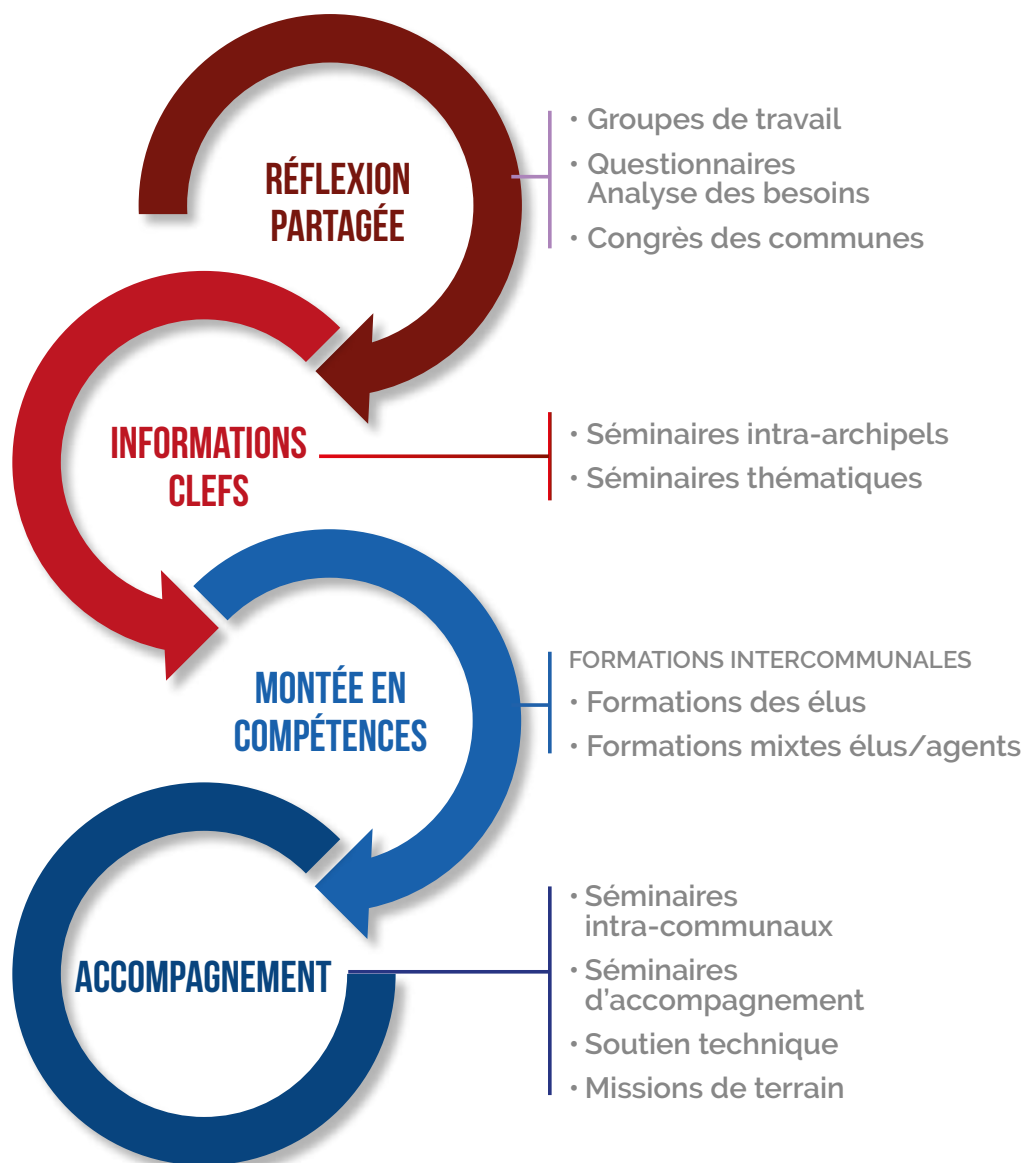 RÉFLEXION
PARTAGÉE
· Groupes de travail
· Questionnaires
Analyse des besoins
· Congrès des communes
INFORMATIONS
CLEFS
· Séminaires intra-archipels
· Séminaires thématiques
MONTÉE EN
COMPÉTENCES
FORMATIONS INTERCOMMUNALES
· Formations des élus
· Formations mixtes élus/agents
ACCOMPAGNEMENT
· Séminaires
intra-communaux
· Séminaires
d’accompagnement
· Soutien technique
· Missions de terrain